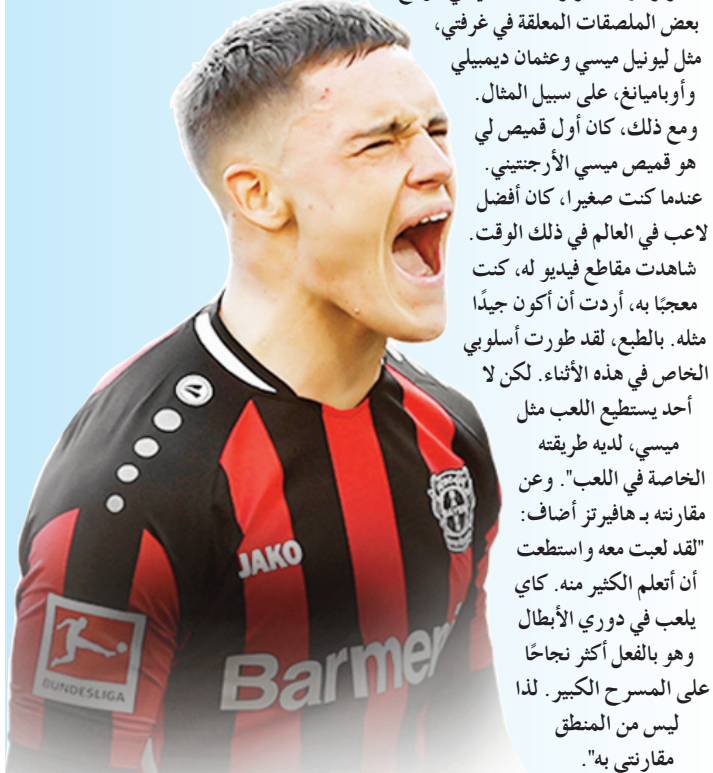 بعض الملصقات المعلقة في غرفتي،
مثل ليونيل ميسي وعثمان ديمبيلي
وأوباميانغ، على سبيل المثال.
ومع ذلك، كان أول قميص لي
هو قميص ميسي الأرجنتيني.
عندما كنت صغيرا، كان أفضل
لاعب في العالم في ذلك الوقت.
شاهدت مقاطع فيديو له، كنت
معجبًا به، أردت أن أكون جيدًا
مثله. بالطبع، لقد طورت أسلوبي
الخاص في هذه الأثناء. لكن لا
أحد يستطيع اللعب مثل
ميسي، لديه طريقته
الخاصة في اللعب". وعن
مقارنته بـ هافيرتز أضاف:
"لقد لعبت معه واستطعت
أن أتعلم الكثير منه. كاي
يلعب في دوري الأبطال
وهو بالفعل أكثر نجاحًا
على المسرح الكبير. لذا
ليس من المنطق
مقارنتي به".
JAKO
BUNDESLIGA
Barmer